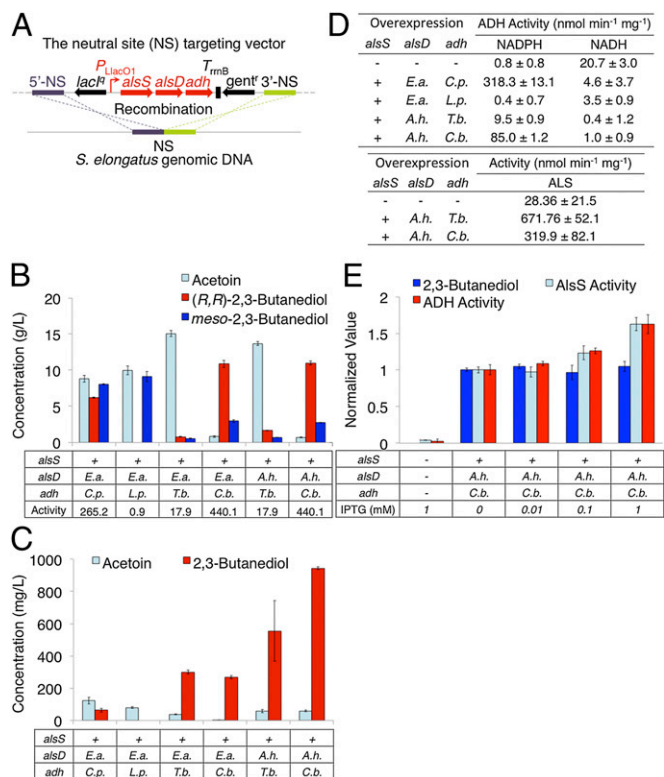 A
The neutral site (NS) targeting vector
P LlacO1 T rrnB
5'-NS lacIq alsS alsD adh gentr 3'-NS
Recombination
NS
S. elongatus genomic DNA
D
Overexpression ADH Activity (nmol min-1 mg-1)
alsS alsD adh NADPH NADH
- - - 0.8 ± 0.8 20.7 ± 3.0
+ E.a. C.p. 318.3 ± 13.1 4.6 ± 3.7
+ E.a. L.p. 0.4 ± 0.7 3.5 ± 0.9
+ A.h. T.b. 9.5 ± 0.9 0.4 ± 1.2
+ A.h. C.b. 85.0 ± 1.2 1.0 ± 0.9
Overexpression Activity (nmol min-1 mg-1)
alsS alsD adh ALS
- - - 28.36 ± 21.5
+ A.h. T.b. 671.76 ± 52.1
+ A.h. C.b. 319.9 ± 82.1
B
Acetoin
(R,R)-2,3-Butanediol
meso-2,3-Butanediol
Concentration (g/L)
20
15
10
5
0
alsS + + + + + +
alsD E.a. E.a. E.a. E.a. A.h. A.h.
adh C.p. L.p. T.b. C.b. T.b. C.b.
Activity 265.2 0.9 17.9 440.1 17.9 440.1
E
2,3-Butanediol AlsS Activity
ADH Activity
Normalized Value
2
1.5
1
0.5
0
alsS - + + + +
alsD - A.h. A.h. A.h. A.h.
adh - C.b. C.b. C.b. C.b.
IPTG (mM) 1 0 0.01 0.1 1
C
Acetoin 2,3-Butanediol
Concentration (mg/L)
1000
800
600
400
200
0
alsS + + + + + +
alsD E.a. E.a. E.a. E.a. A.h. A.h.
adh C.p. L.p. T.b. C.b. T.b. C.b.